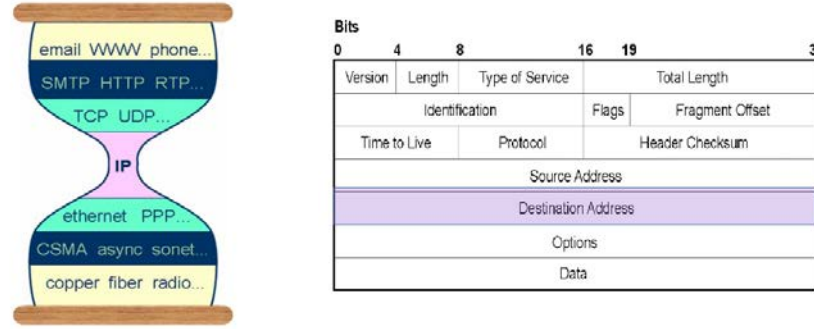 email WWW phone...
SMTP HTTP RTP...
TCP UDP...
IP
ethernet PPP...
CSMA async sonet...
copper fiber radio...
Bits
0 4 8 16 19 3
Version Length Type of Service Total Length
Identification Flags Fragment Offset
Time to Live Protocol Header Checksum
Source Address
Destination Address
Options
Data